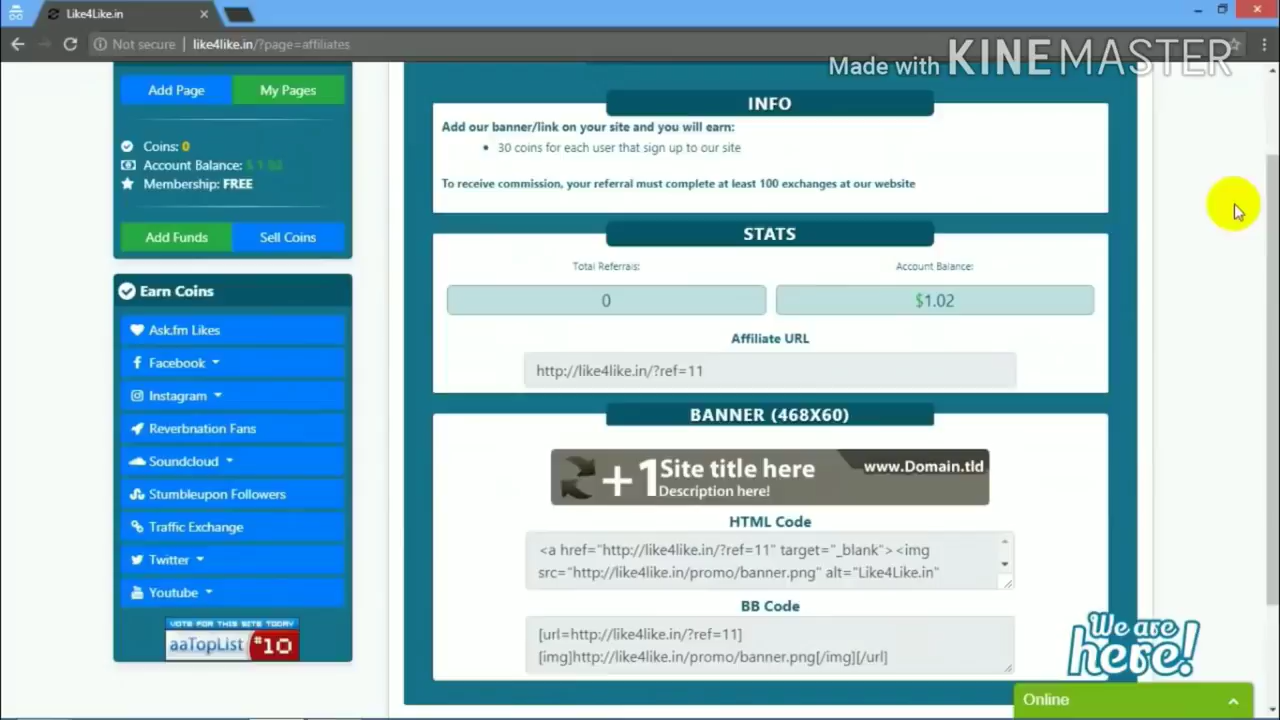 Like4Like.in
Not secure | like4like.in/?page=affiliates
Made with KINEMASTER
Add Page
My Pages
Coins: 0
Account Balance: $ 1.02
Membership: FREE
Add Funds
Sell Coins
Earn Coins
Ask.fm Likes
Facebook
Instagram
Reverbnation Fans
Soundcloud
Stumbleupon Followers
Traffic Exchange
Twitter
Youtube
VOTE FOR THIS SITE TODAY
aaTopList #10
INFO
Add our banner/link on your site and you will earn:
• 30 coins for each user that sign up to our site
To receive commission, your referral must complete at least 100 exchanges at our website
STATS
Total Referrals:
Account Balance:
0
$1.02
Affiliate URL
http://like4like.in/?ref=11
BANNER (468X60)
+1 Site title here
www.Domain.tld
Description here!
HTML Code
<a href="http://like4like.in/?ref=11" target="_blank"> <img
src="http://like4like.in/promo/banner.png" alt="Like4Like.in"
BB Code
[url=http://like4like.in/?ref=11]
[img]http://like4like.in/promo/banner.png[/img][/url]
We are
here!
Online